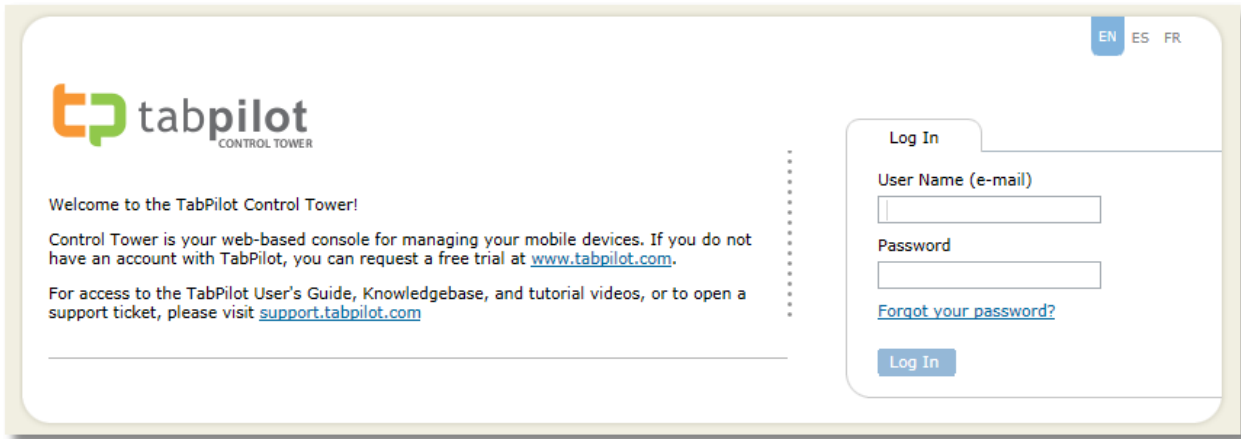 EN ES FR
tabpilot
CONTROL TOWER
Welcome to the TabPilot Control Tower!
Control Tower is your web-based console for managing your mobile devices. If you do not
have an account with TabPilot, you can request a free trial at www.tabpilot.com.
For access to the TabPilot User's Guide, Knowledgebase, and tutorial videos, or to open a
support ticket, please visit support.tabpilot.com
Log In
User Name (e-mail)
Password
Forgot your password?
Log In